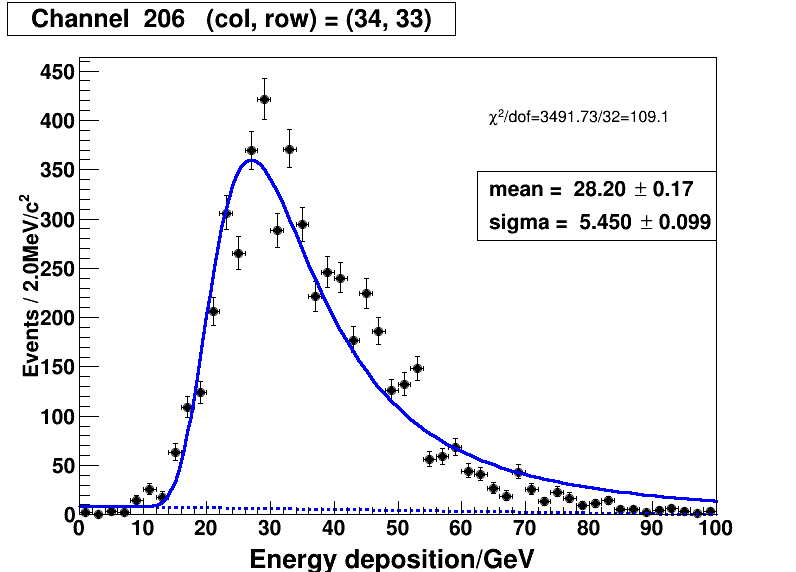 Channel 206 (col, row) = (34, 33)
χ²/dof=3491.73/32=109.1
mean = 28.20 ± 0.17
sigma = 5.450 ± 0.099
Events / 2.0MeV/c²
450
400
350
300
250
200
150
100
50
0
0 10 20 30 40 50 60 70 80 90 100
Energy deposition/GeV